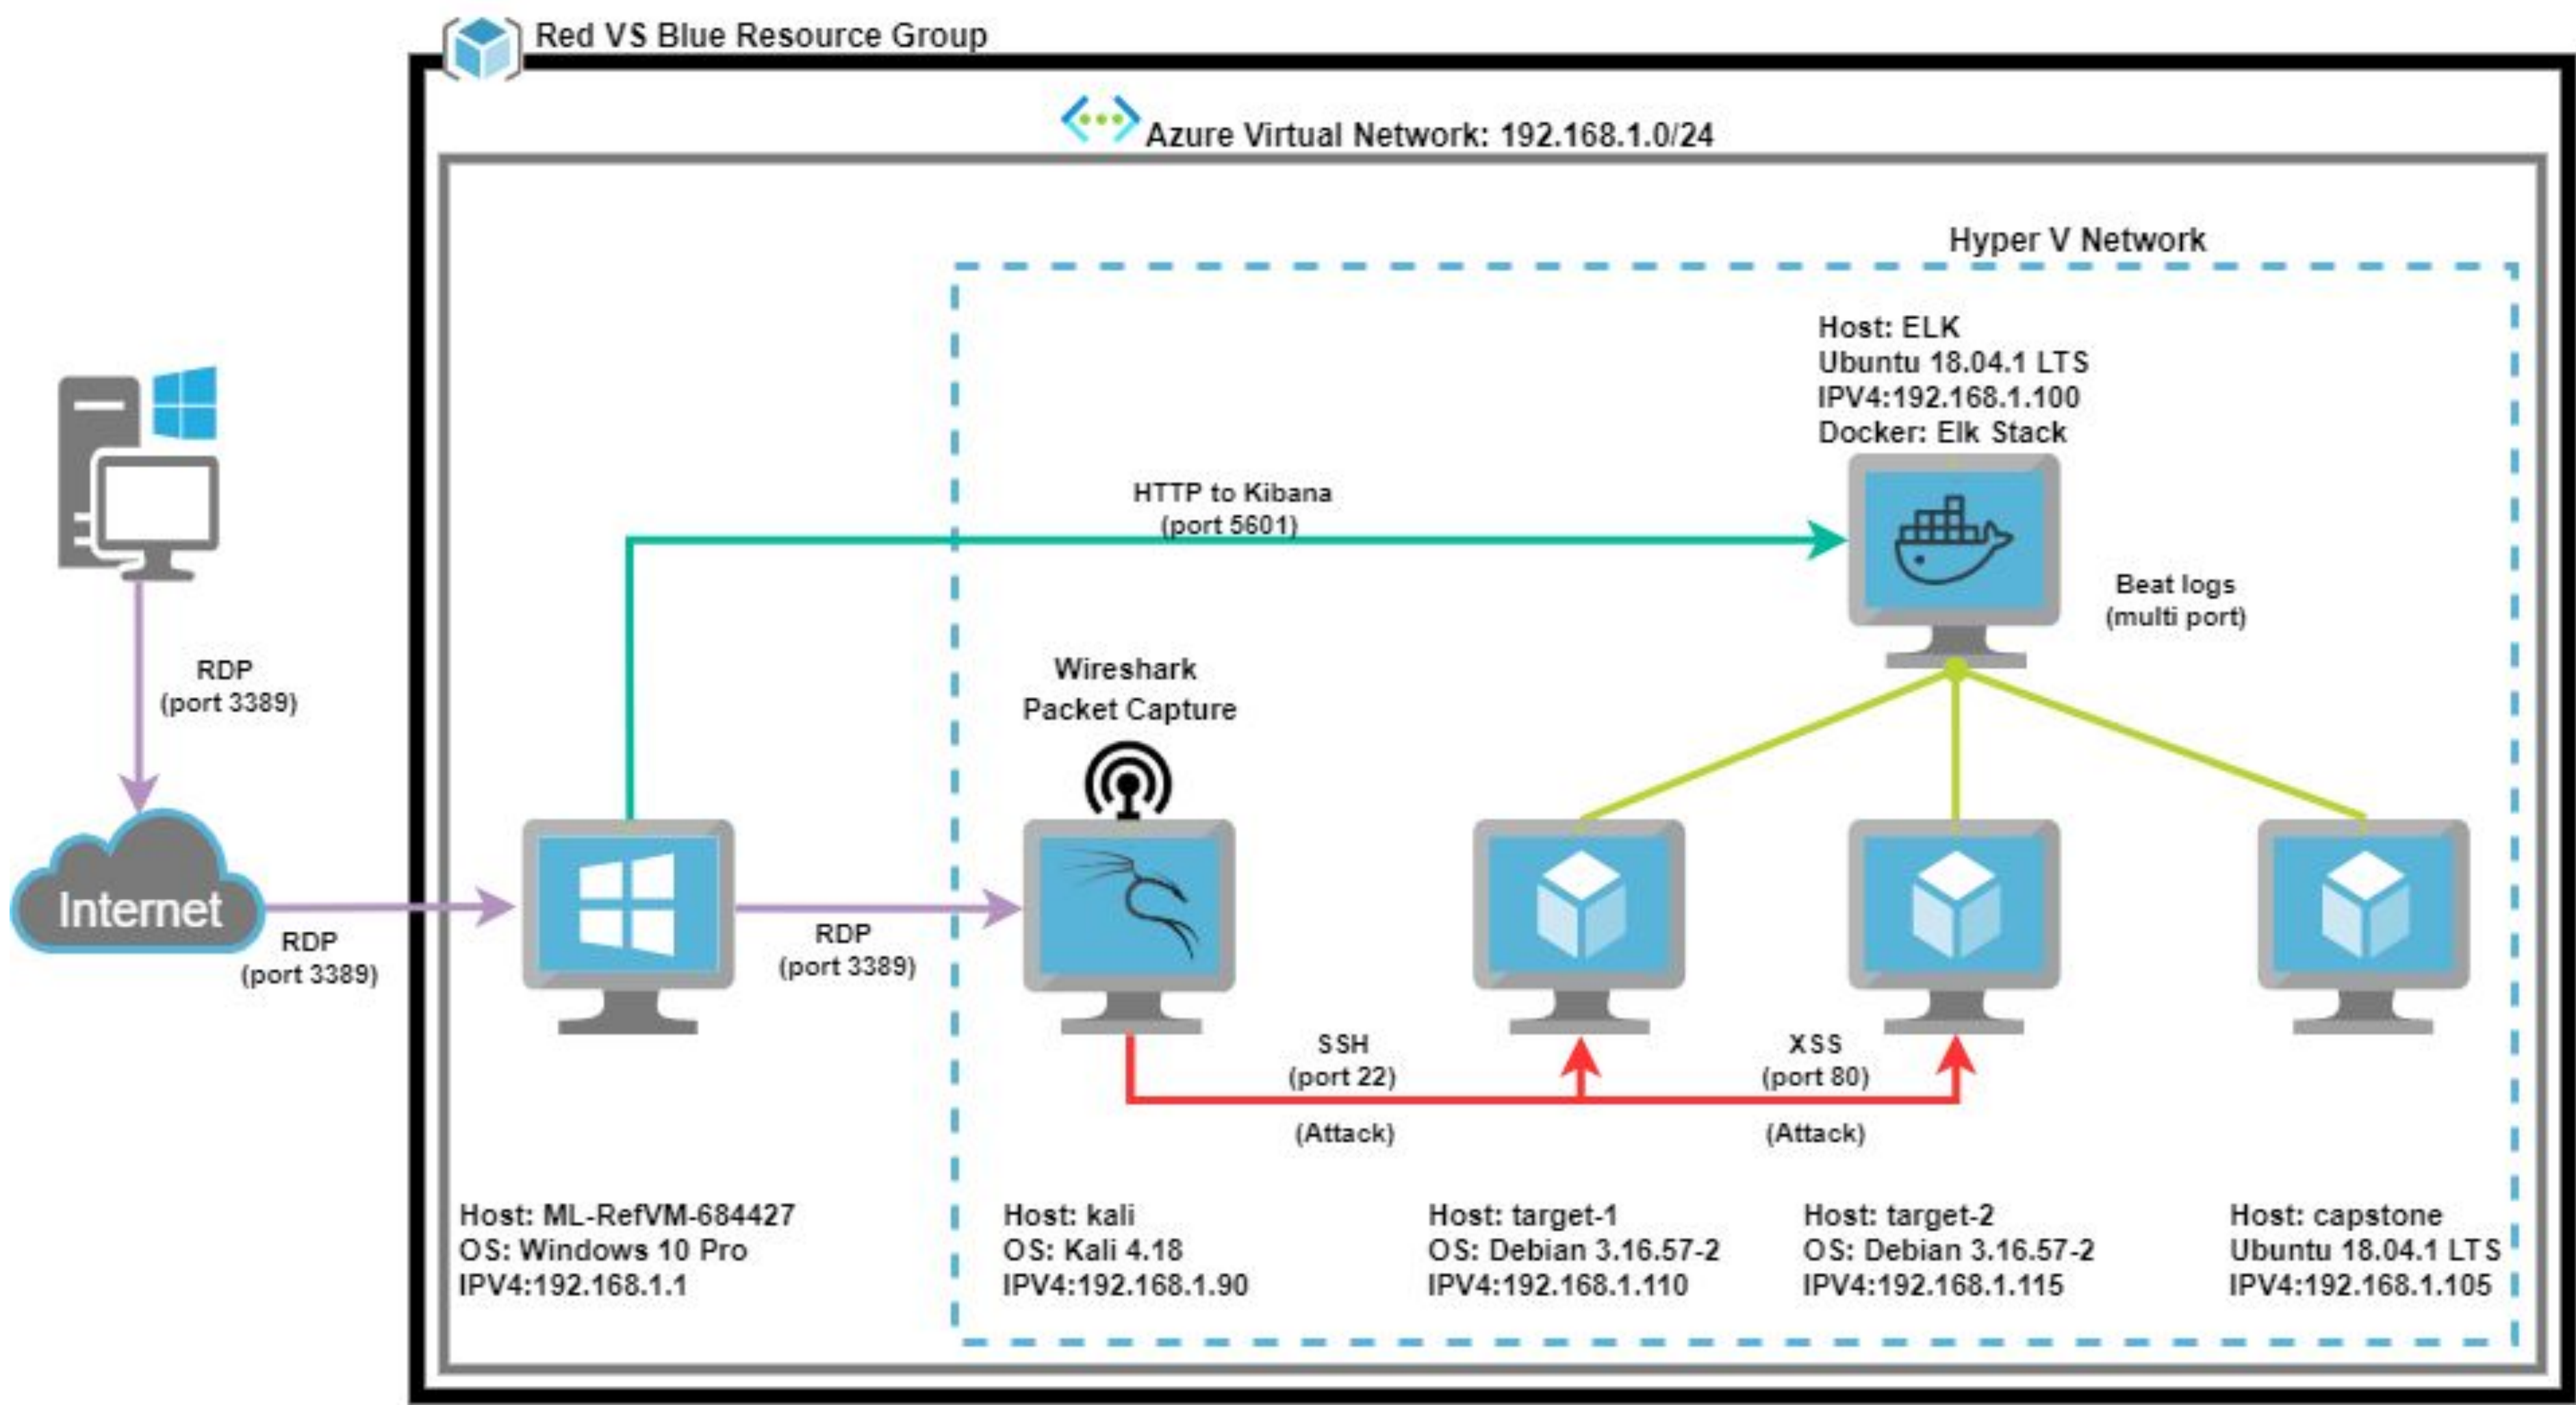 Red VS Blue Resource Group
Azure Virtual Network: 192.168.1.0/24
Hyper V Network
Host: ELK
Ubuntu 18.04.1 LTS
IPV4:192.168.1.100
Docker: Elk Stack
HTTP to Kibana
(port 5601)
Beat logs
(multi port)
RDP
(port 3389)
Wireshark
Packet Capture
Internet
RDP
(port 3389)
RDP
(port 3389)
SSH
(port 22)
(Attack)
XSS
(port 80)
(Attack)
Host: ML-RefVM-684427
OS: Windows 10 Pro
IPV4:192.168.1.1
Host: kali
OS: Kali 4.18
IPV4:192.168.1.90
Host: target-1
OS: Debian 3.16.57-2
IPV4:192.168.1.110
Host: target-2
OS: Debian 3.16.57-2
IPV4:192.168.1.115
Host: capstone
Ubuntu 18.04.1 LTS
IPV4:192.168.1.105